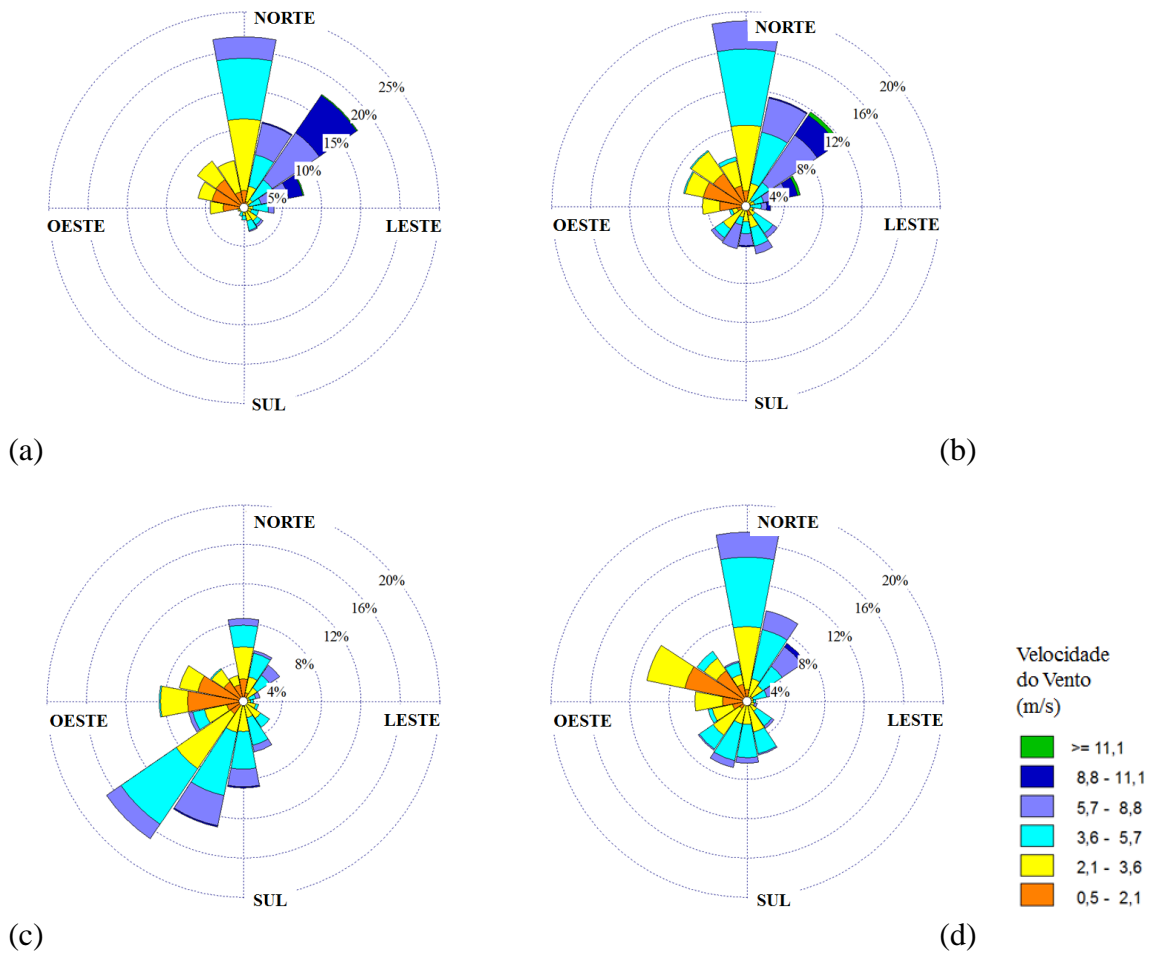 NORTE
25%
20%
15%
10%
5%
OESTE
LESTE
SUL
(a)
NORTE
20%
16%
12%
8%
4%
OESTE
LESTE
SUL
(b)
NORTE
20%
16%
12%
8%
4%
OESTE
LESTE
SUL
(c)
NORTE
20%
16%
12%
8%
4%
OESTE
LESTE
SUL
(d)
Velocidade
do Vento
(m/s)
>= 11,1
8,8 - 11,1
5,7 - 8,8
3,6 - 5,7
2,1 - 3,6
0,5 - 2,1